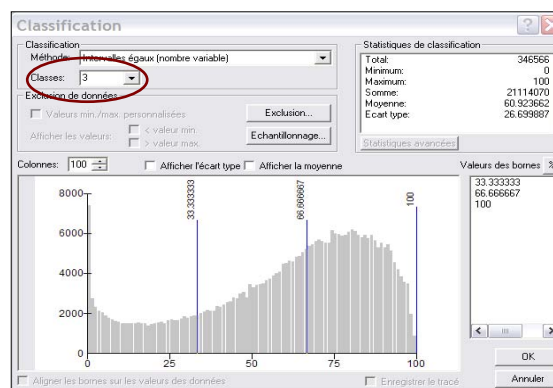 Classification
Classification
Méthode: Intervalles égaux (nombre variable)
Classes: 3
Exclusion de données
Valeurs min./max. personnalisées
Exclusion...
Afficher les valeurs:
< valeur min
> valeur max.
Echantillonnage...
Statistiques de classification
Total: 346566
Minimum: 0
Maximum: 100
Somme: 21114070
Moyenne: 60.923662
Ecart type: 26.699887
Statistiques avancées
Colonnes: 100
Afficher l'écart type
Afficher la moyenne
Valeurs des bornes
%
33.333333
66.666667
100
8000
6000
4000
2000
0
33.333333
66.666667
100
0
25
50
75
100
OK
Annuler
Aligner les bornes sur les valeurs des données
Enregistrer le tracé